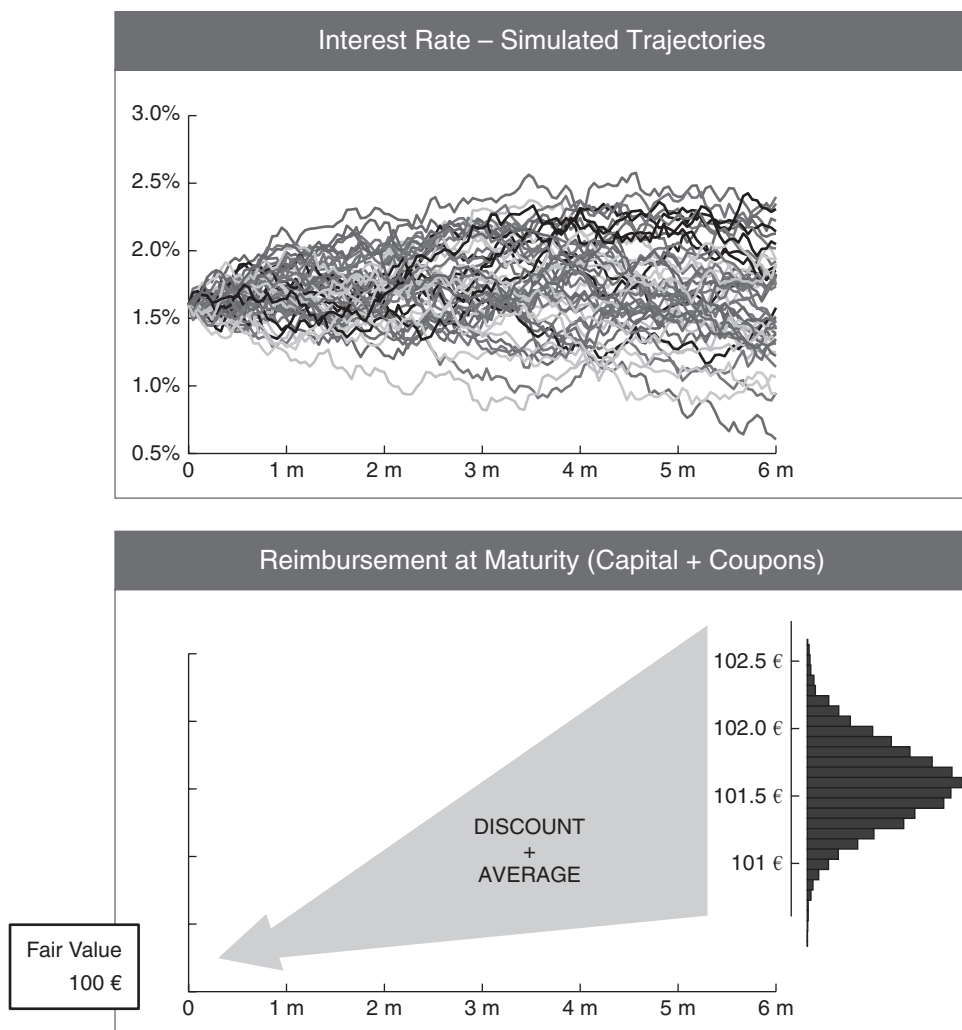 Interest Rate – Simulated Trajectories
3.0%
2.5%
2.0%
1.5%
1.0%
0.5%
0 1 m 2 m 3 m 4 m 5 m 6 m
Reimbursement at Maturity (Capital + Coupons)
102.5 €
102.0 €
101.5 €
101 €
DISCOUNT
+
AVERAGE
Fair Value
100 €
0 1 m 2 m 3 m 4 m 5 m 6 m